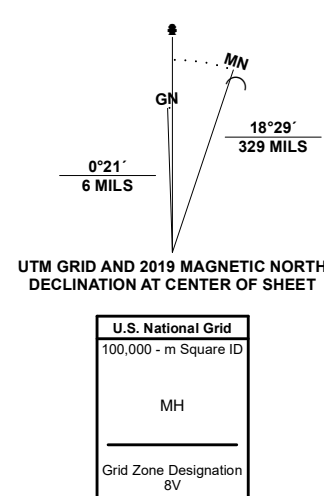 MN
GN
18°29´
329 MILS
0°21´
6 MILS
UTM GRID AND 2019 MAGNETIC NORTH
DECLINATION AT CENTER OF SHEET
U.S. National Grid
100,000 - m Square ID
MH
Grid Zone Designation
8V